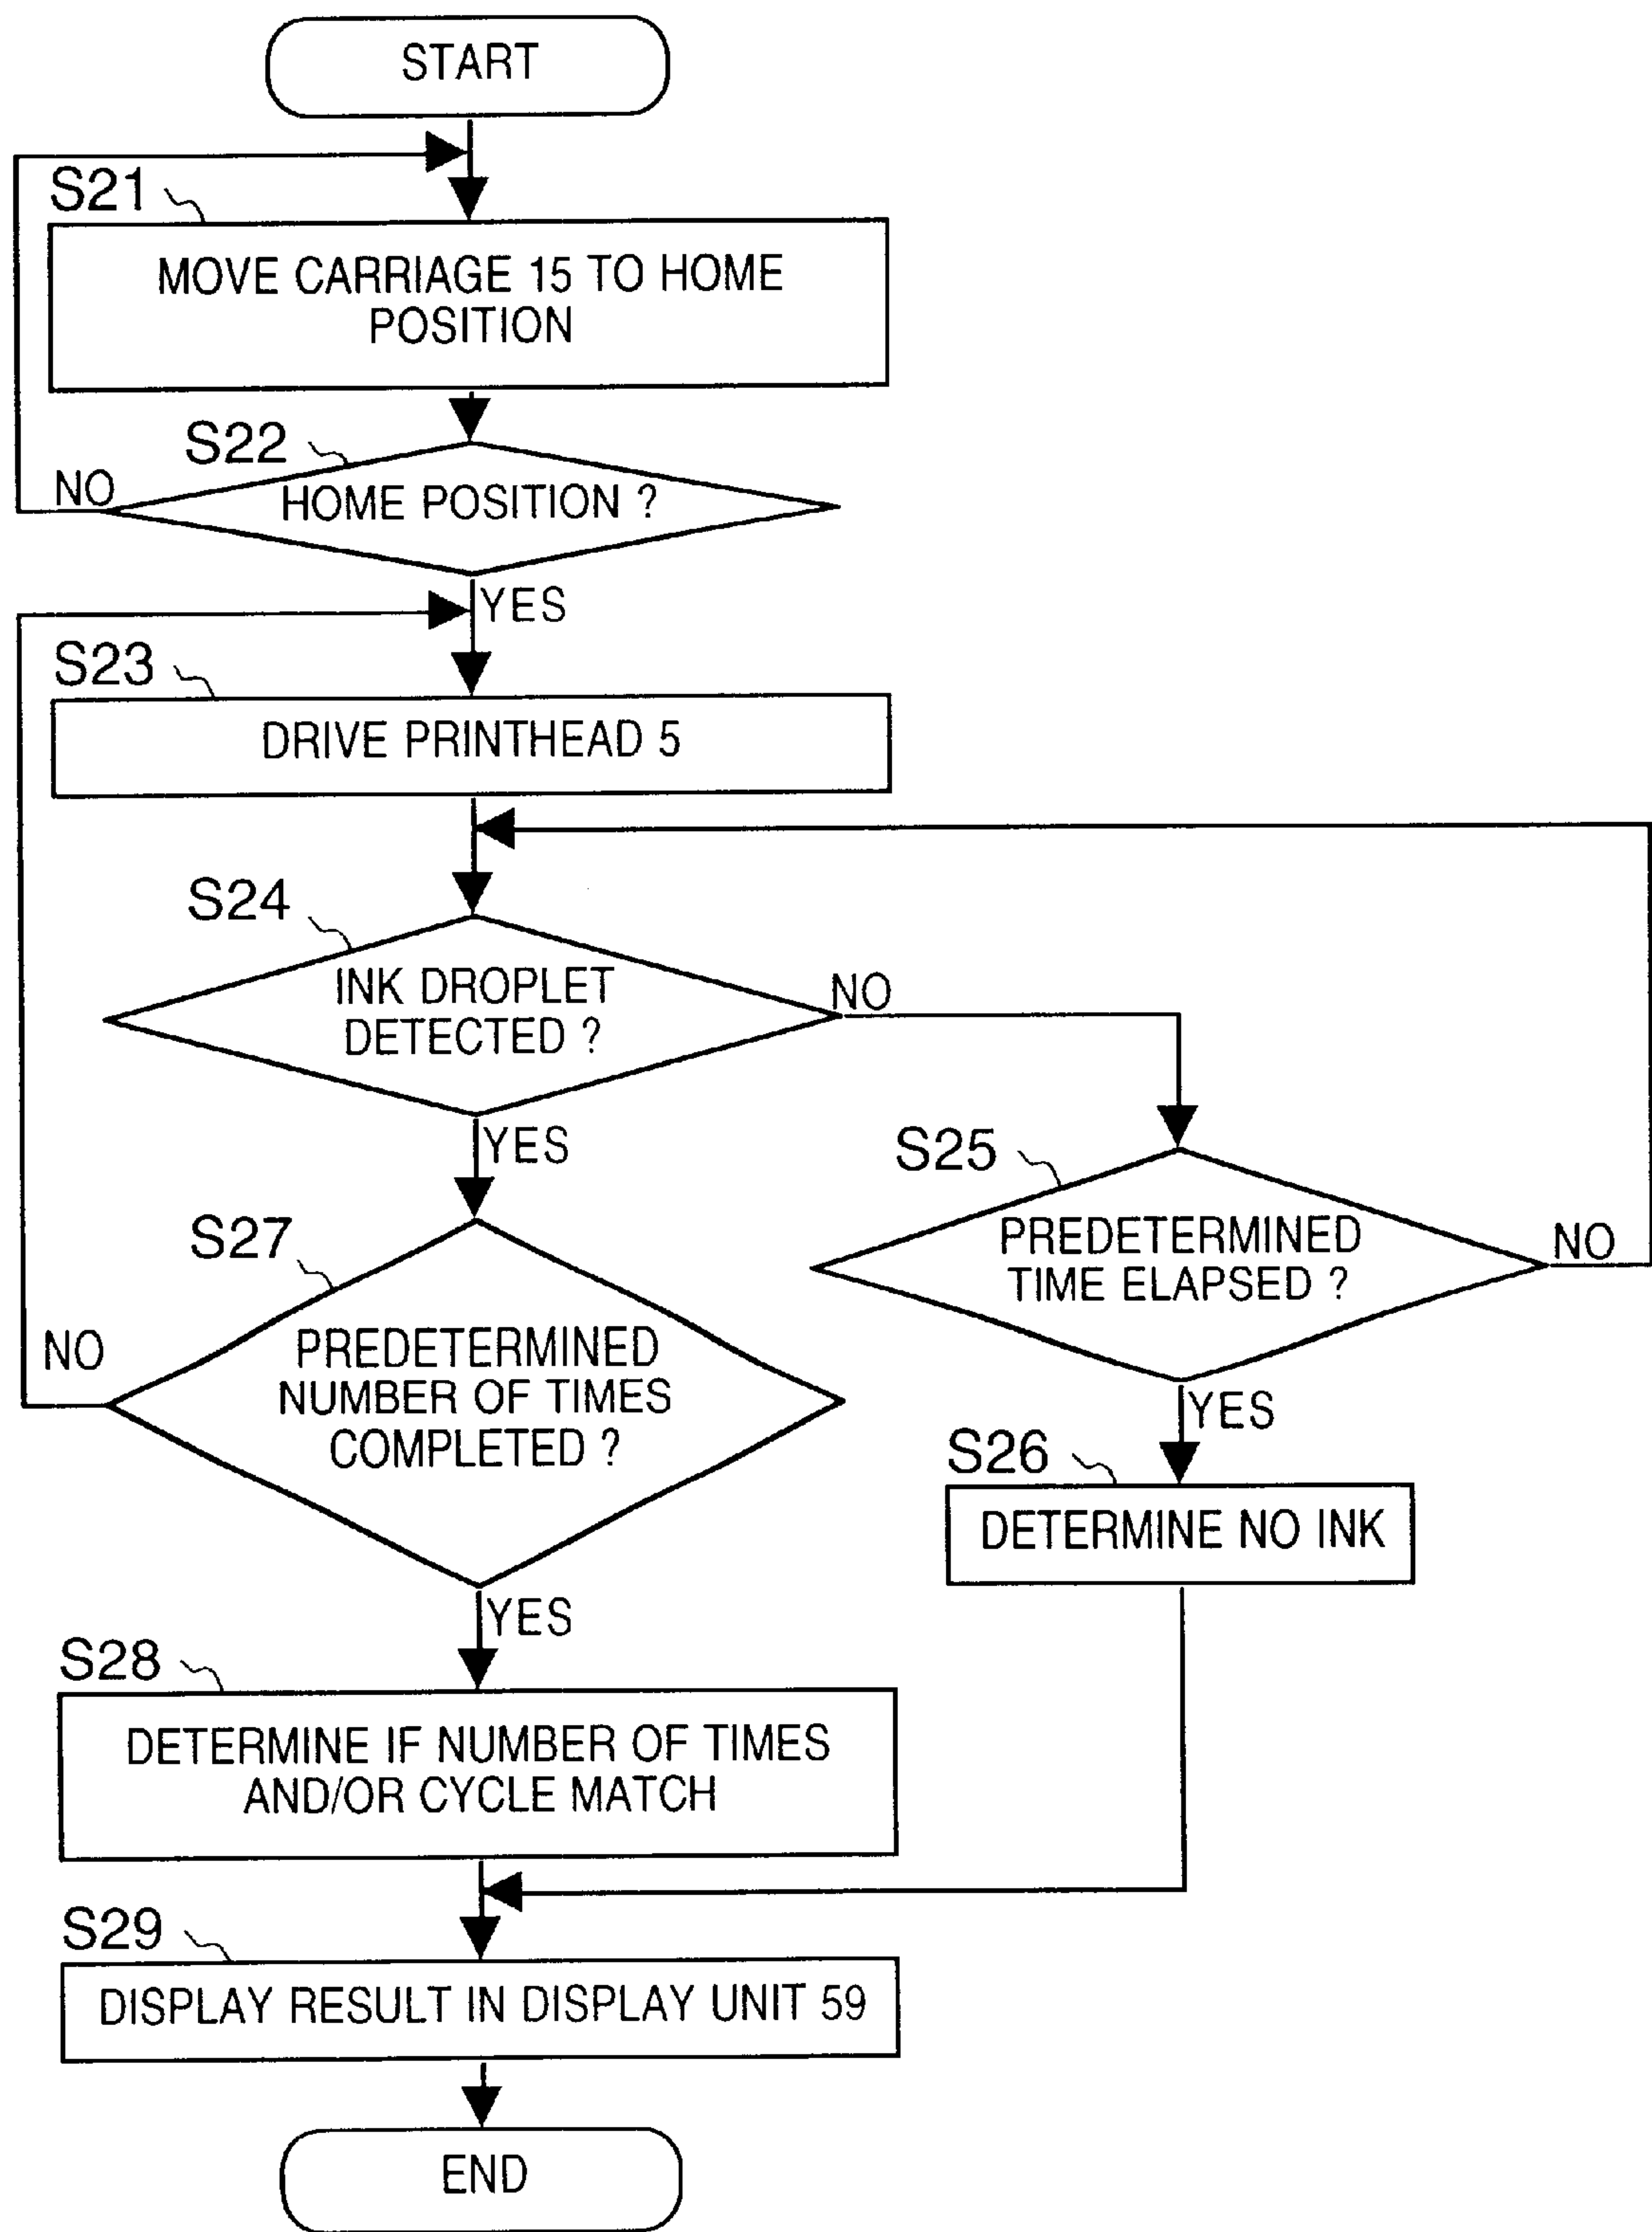 START
S21
MOVE CARRIAGE 15 TO HOME
POSITION
S22
NO
HOME POSITION ?
YES
S23
DRIVE PRINTHEAD 5
S24
INK DROPLET
DETECTED ?
NO
YES
S25
PREDETERMINED
TIME ELAPSED ?
NO
S27
NO
PREDETERMINED
NUMBER OF TIMES
COMPLETED ?
YES
S26
DETERMINE NO INK
YES
S28
DETERMINE IF NUMBER OF TIMES
AND/OR CYCLE MATCH
S29
DISPLAY RESULT IN DISPLAY UNIT 59
END